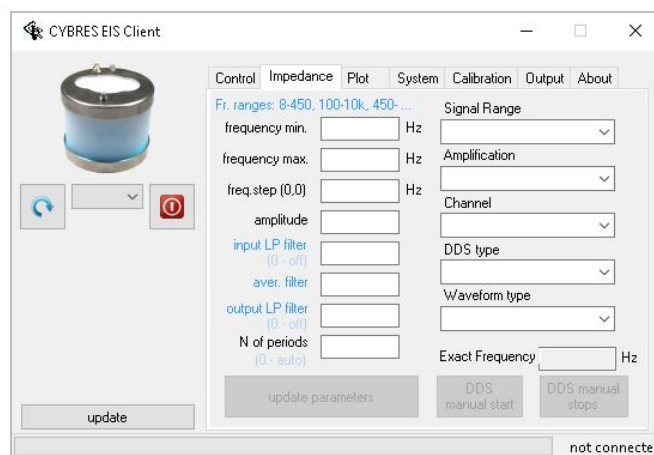 CYBRES EIS Client
Control Impedance Plot System Calibration Output About
Fr. ranges: 8-450, 100-10k, 450- ...
frequency min. Hz
frequency max. Hz
freq.step (0,0) Hz
amplitude
input LP filter
(0 - off)
aver. filter
output LP filter
(0 - off)
N of periods
(0 - auto)
update parameters
Signal Range
Amplification
Channel
DDS type
Waveform type
Exact Frequency Hz
DDS
manual start
DDS manual
stops
update
not connecte